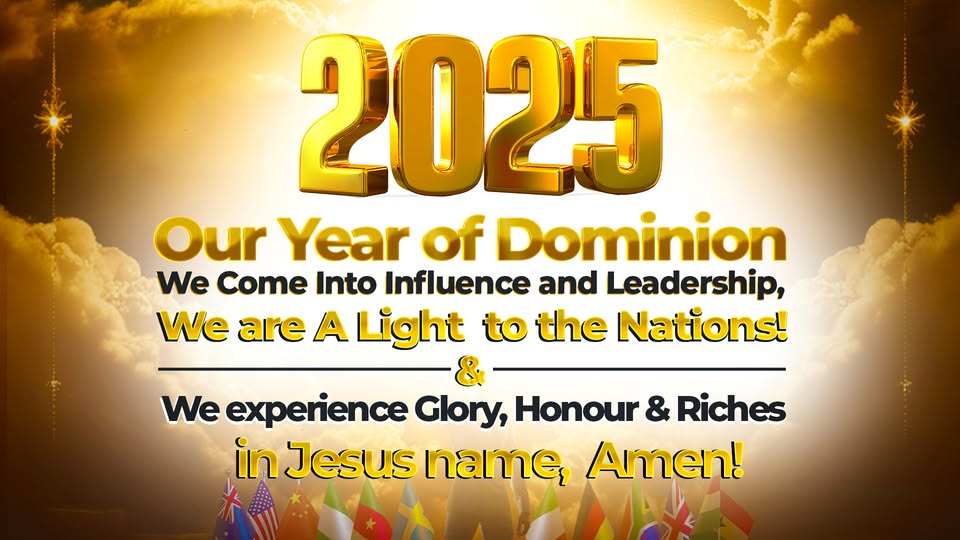 2025
Our Year of Dominion
We Come Into Influence and Leadership,
We are A Light to the Nations!
&
We experience Glory, Honour & Riches
in Jesus name, Amen!